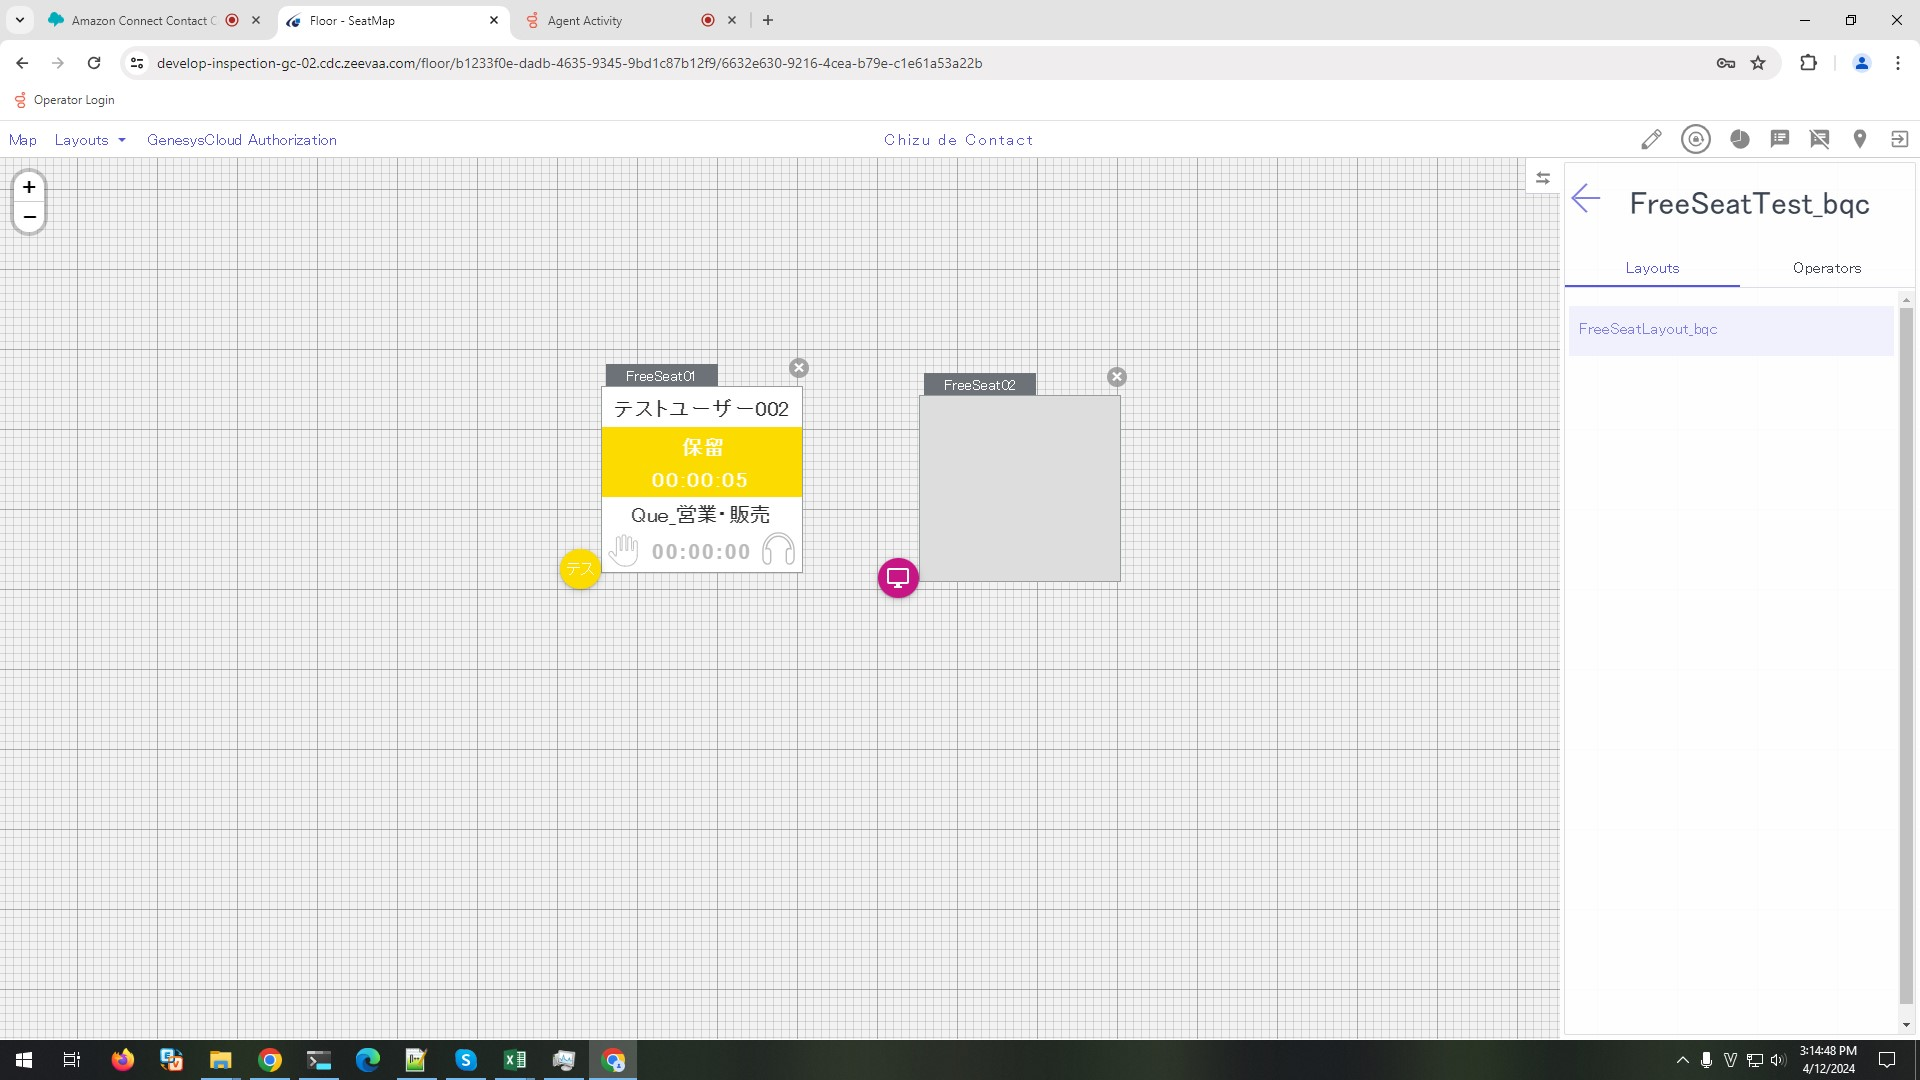 Amazon Connect Contact C
Floor - SeatMap
Agent Activity
develop-inspection-gc-02.cdc.zeevaa.com/floor/b1233f0e-dadb-4635-9345-9bd1c87b12f9/6632e630-9216-4cea-b79e-c1e61a53a22b
Operator Login
Map
Layouts
GenesysCloud Authorization
Chizu de Contact
+
−
FreeSeatTest_bqc
Layouts
Operators
FreeSeatLayout_bqc
FreeSeat01
テストユーザー002
保留
00:00:05
Que_営業・販売
00:00:00
テス
FreeSeat02
3:14:48 PM
4/12/2024